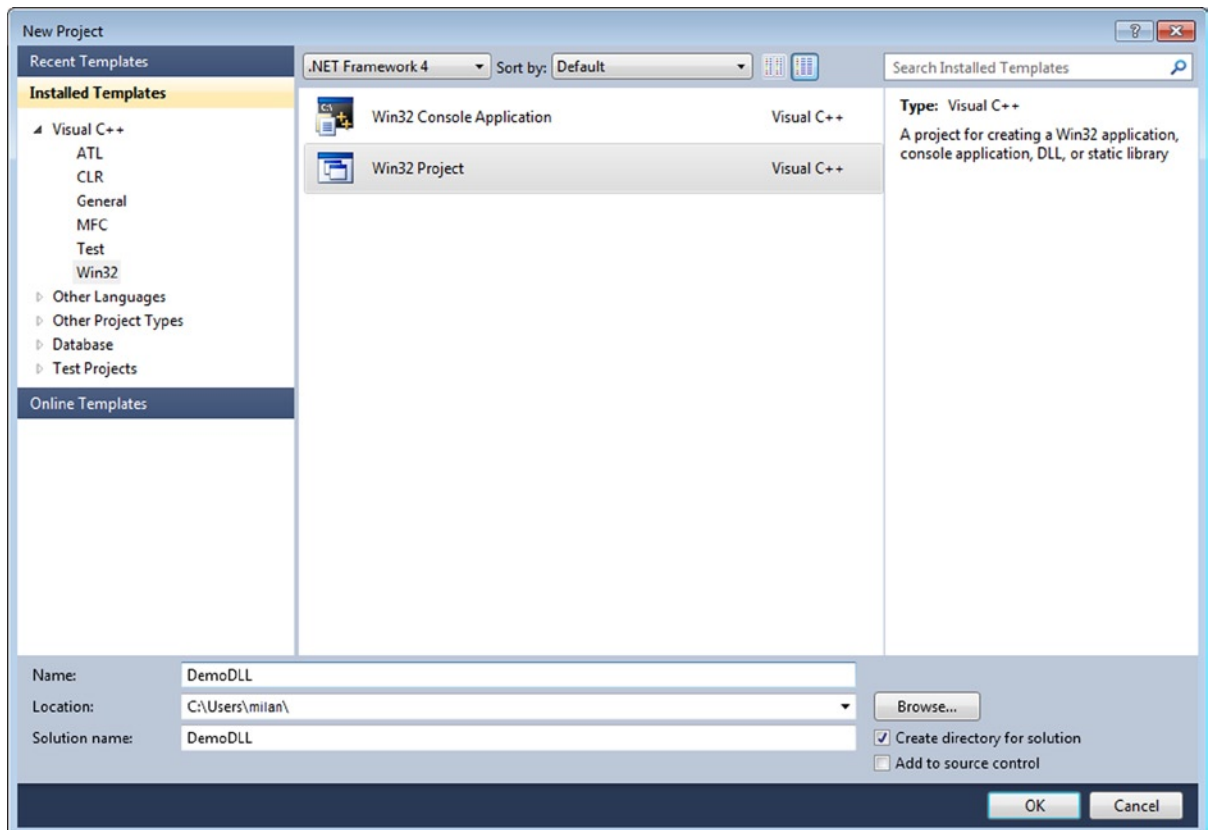 New Project
Recent Templates
Installed Templates
Visual C++
ATL
CLR
General
MFC
Test
Win32
Other Languages
Other Project Types
Database
Test Projects
Online Templates
.NET Framework 4
Sort by: Default
Win32 Console Application Visual C++
Win32 Project Visual C++
Search Installed Templates
Type: Visual C++
A project for creating a Win32 application,
console application, DLL, or static library
Name: DemoDLL
Location: C:\Users\milan\
Browse...
Solution name: DemoDLL
Create directory for solution
Add to source control
OK Cancel